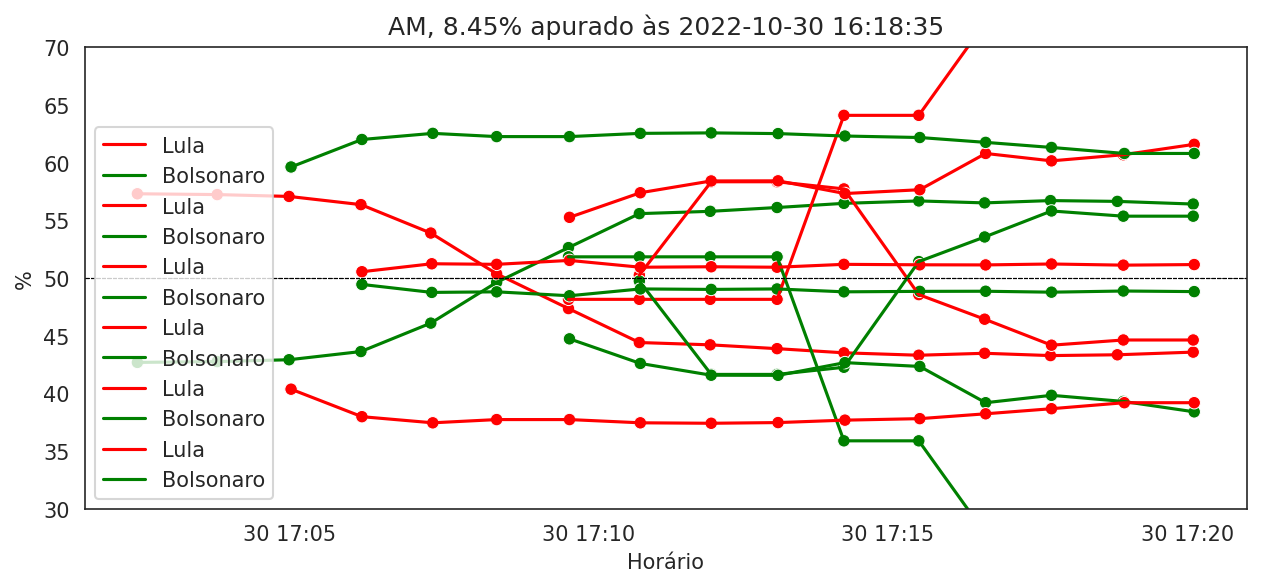 AM, 8.45% apurado às 2022-10-30 16:18:35
70
65
60
55
50
45
40
35
30
%
Lula
Bolsonaro
Lula
Bolsonaro
Lula
Bolsonaro
Lula
Bolsonaro
Lula
Bolsonaro
Lula
Bolsonaro
30 17:05 30 17:10 30 17:15 30 17:20
Horário